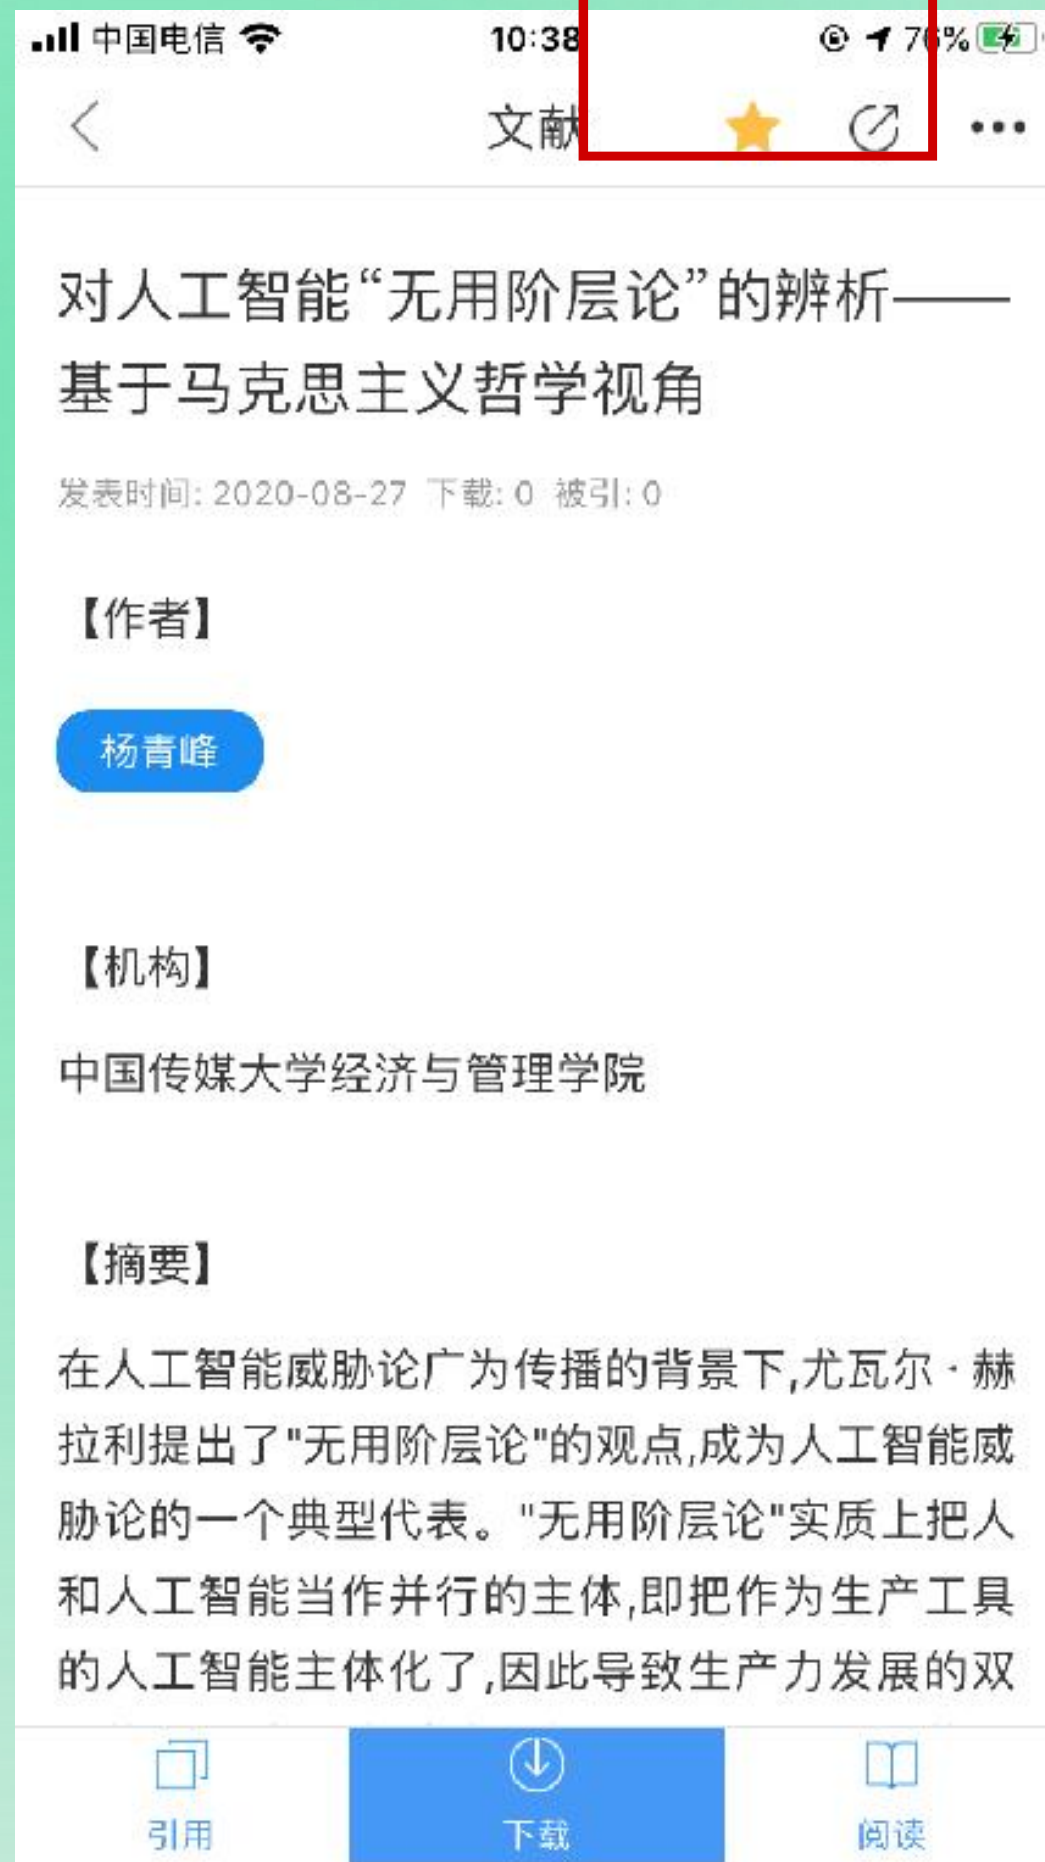 中国电信 10:38 76%
文献
对人工智能“无用阶层论”的辨析——
基于马克思主义哲学视角
发表时间: 2020-08-27 下载: 0 被引: 0
【作者】
杨青峰
【机构】
中国传媒大学经济与管理学院
【摘要】
在人工智能威胁论广为传播的背景下,尤瓦尔·赫
拉利提出了"无用阶层论"的观点,成为人工智能威
胁论的一个典型代表。"无用阶层论"实质上把人
和人工智能当作并行的主体,即把作为生产工具
的人工智能主体化了,因此导致生产力发展的双
引用 下载 阅读